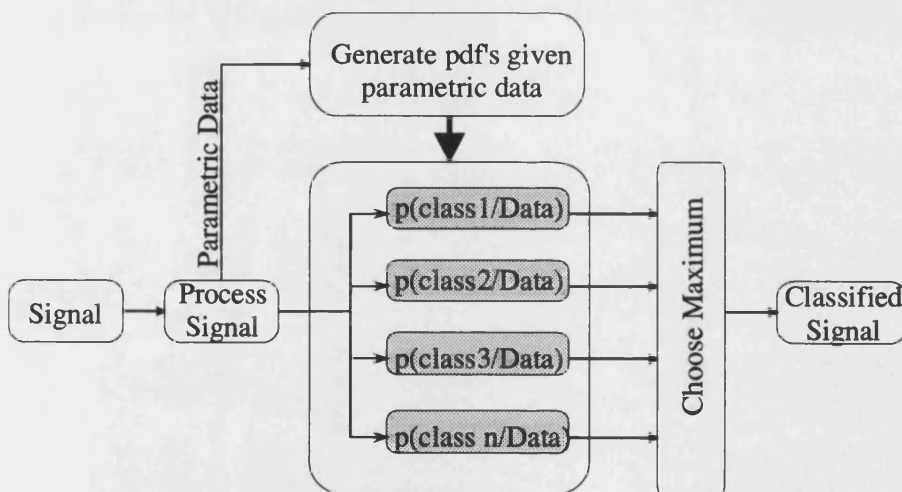 Generate pdf's given
parametric data
Parametric Data
p(class1/Data)
p(class2/Data)
p(class3/Data)
p(class n/Data)
Signal
Process
Signal
Choose Maximum
Classified
Signal